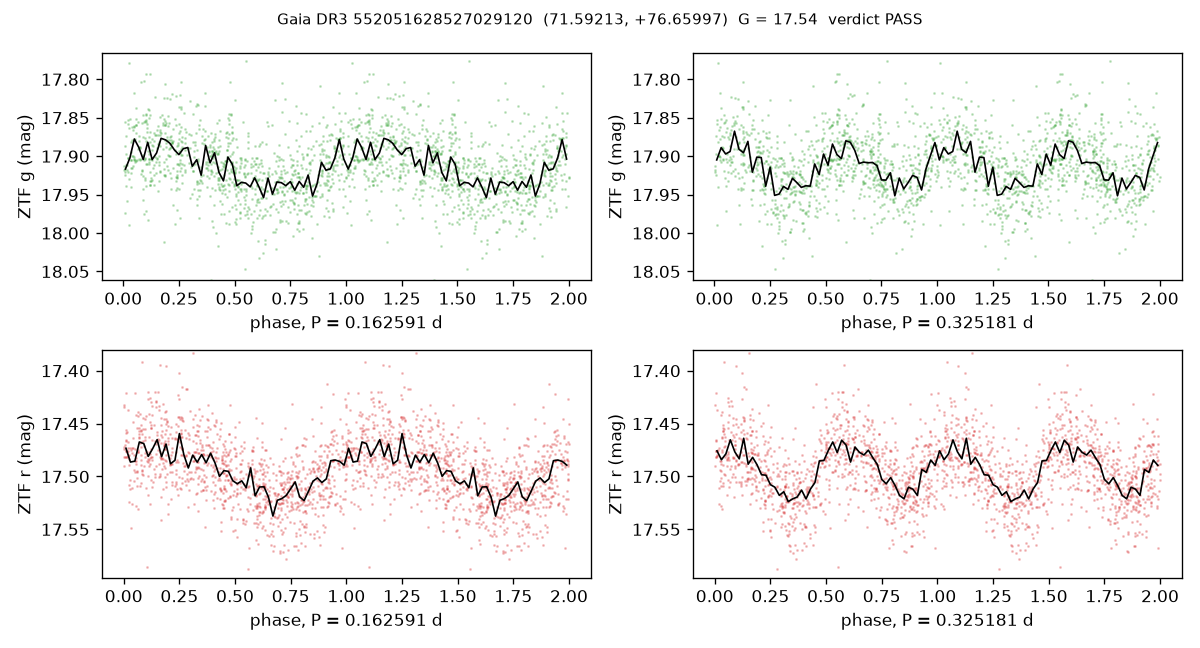 Gaia DR3 552051628527029120 (71.59213, +76.65997) G = 17.54 verdict PASS
ZTF g (mag)
17.80
17.85
17.90
17.95
18.00
18.05
0.00 0.25 0.50 0.75 1.00 1.25 1.50 1.75 2.00
phase, P = 0.162591 d
ZTF g (mag)
17.80
17.85
17.90
17.95
18.00
18.05
0.00 0.25 0.50 0.75 1.00 1.25 1.50 1.75 2.00
phase, P = 0.325181 d
ZTF r (mag)
17.40
17.45
17.50
17.55
0.00 0.25 0.50 0.75 1.00 1.25 1.50 1.75 2.00
phase, P = 0.162591 d
ZTF r (mag)
17.40
17.45
17.50
17.55
0.00 0.25 0.50 0.75 1.00 1.25 1.50 1.75 2.00
phase, P = 0.325181 d